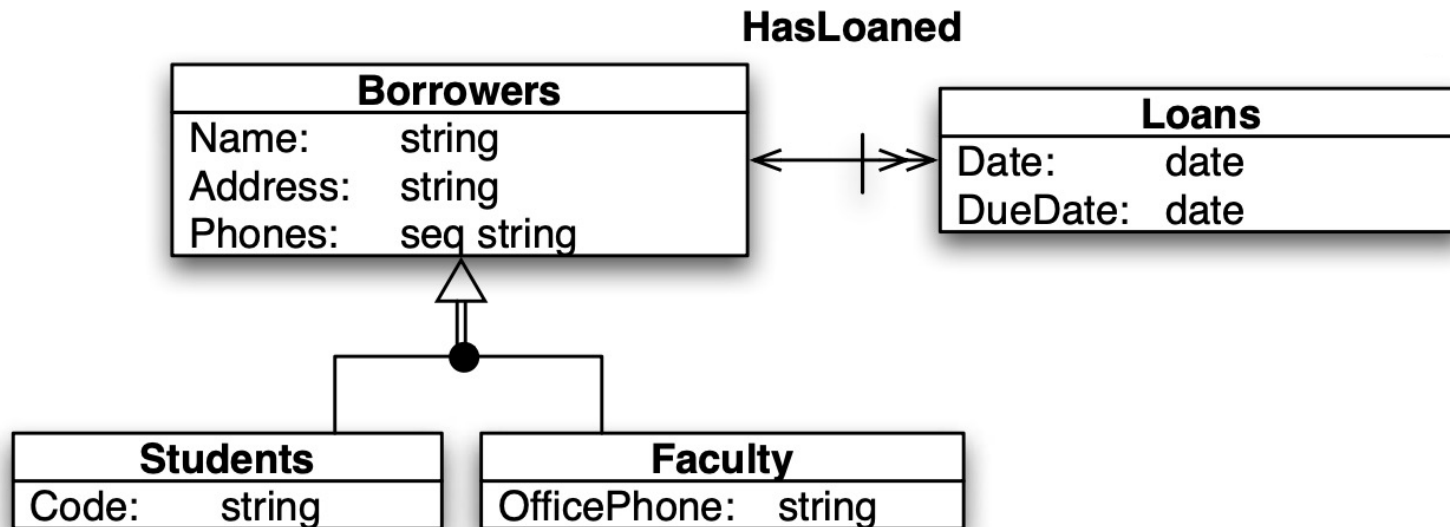 HasLoaned
Borrowers
Name: string
Address: string
Phones: seq string
Loans
Date: date
DueDate: date
Students
Code: string
Faculty
OfficePhone: string